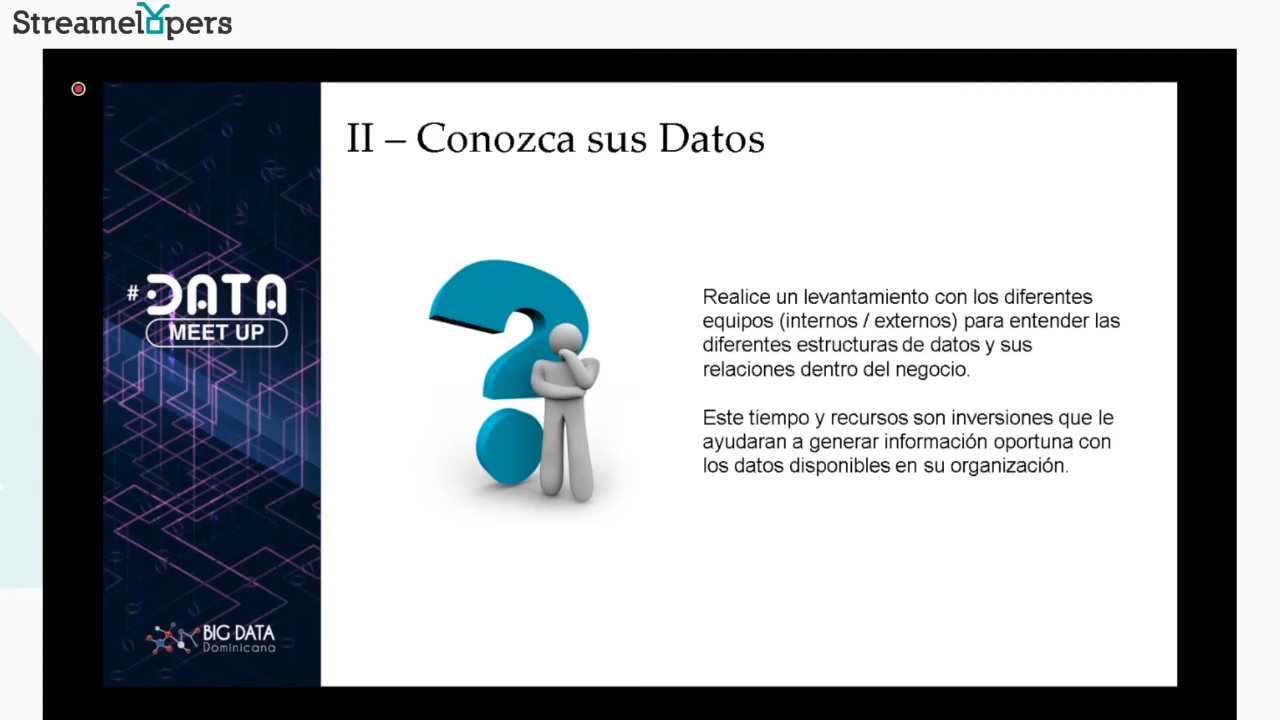 Streamelopers
II – Conozca sus Datos
# DATA
MEET UP
Realice un levantamiento con los diferentes
equipos (internos / externos) para entender las
diferentes estructuras de datos y sus
relaciones dentro del negocio.
Este tiempo y recursos son inversiones que le
ayudaran a generar información oportuna con
los datos disponibles en su organización.
BIG DATA
Dominicana